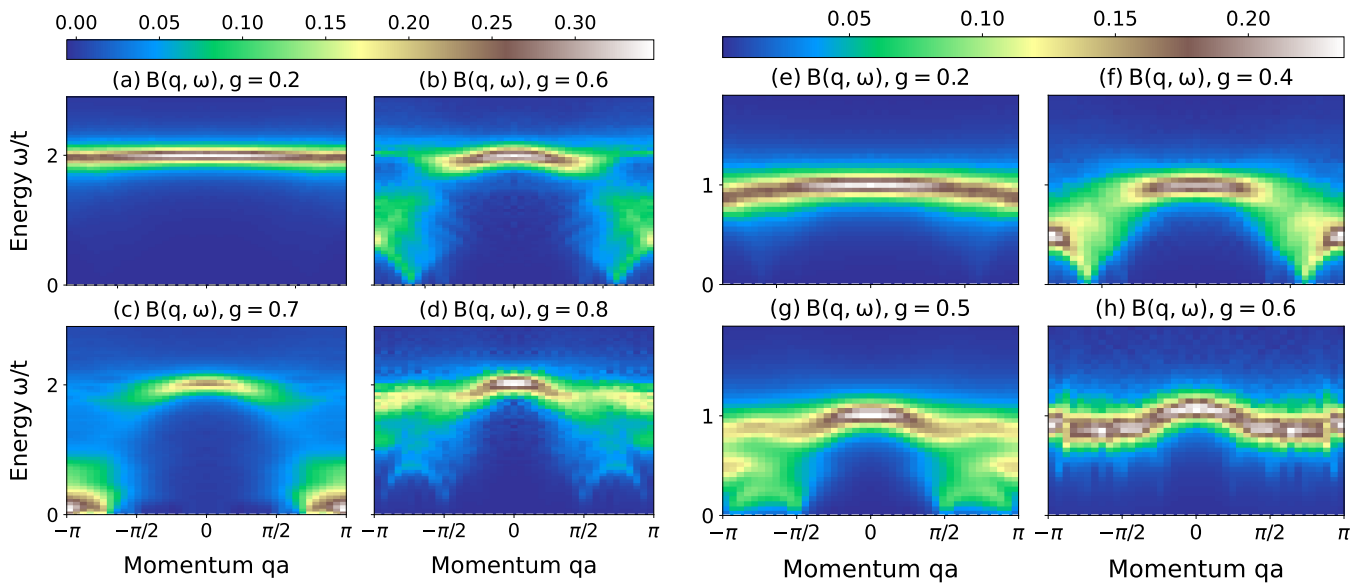 0.00 0.05 0.10 0.15 0.20 0.25 0.30
0.05 0.10 0.15 0.20
(a) B(q, ω), g = 0.2
(b) B(q, ω), g = 0.6
(e) B(q, ω), g = 0.2
(f) B(q, ω), g = 0.4
Energy ω/t
2
0
Energy ω/t
1
0
(c) B(q, ω), g = 0.7
(d) B(q, ω), g = 0.8
(g) B(q, ω), g = 0.5
(h) B(q, ω), g = 0.6
Energy ω/t
2
0
1
0
−π −π/2 0 π/2 π
−π/2 0 π/2 π
−π −π/2 0 π/2 π
−π/2 0 π/2 π
Momentum qa
Momentum qa
Momentum qa
Momentum qa